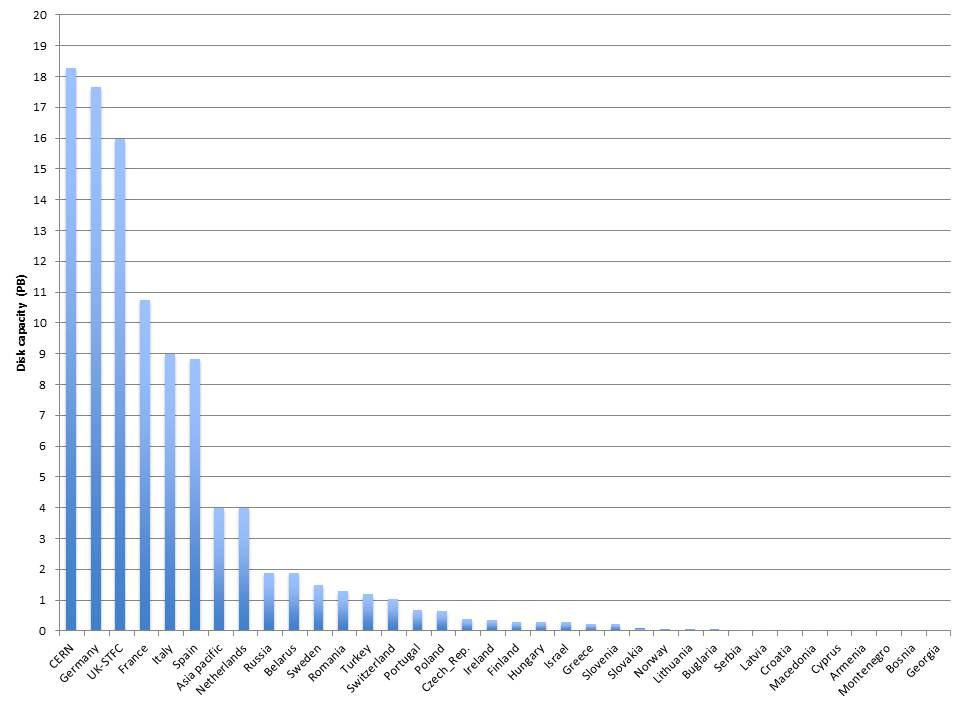 20
19
18
17
16
15
14
13
12
11
10
9
8
7
6
5
4
3
2
1
0
Disk capacity (PB)
CERN
Germany
UK-STFC
France
Italy
Spain
Asia pacific
Netherlands
Russia
Belarus
Sweden
Romania
Turkey
Switzerland
Portugal
Poland
Czech_Rep.
Ireland
Finland
Hungary
Israel
Greece
Slovenia
Slovakia
Norway
Lithuania
Buglaria
Serbia
Latvia
Croatia
Macedonia
Cyprus
Armenia
Montenegro
Bosnia
Georgia